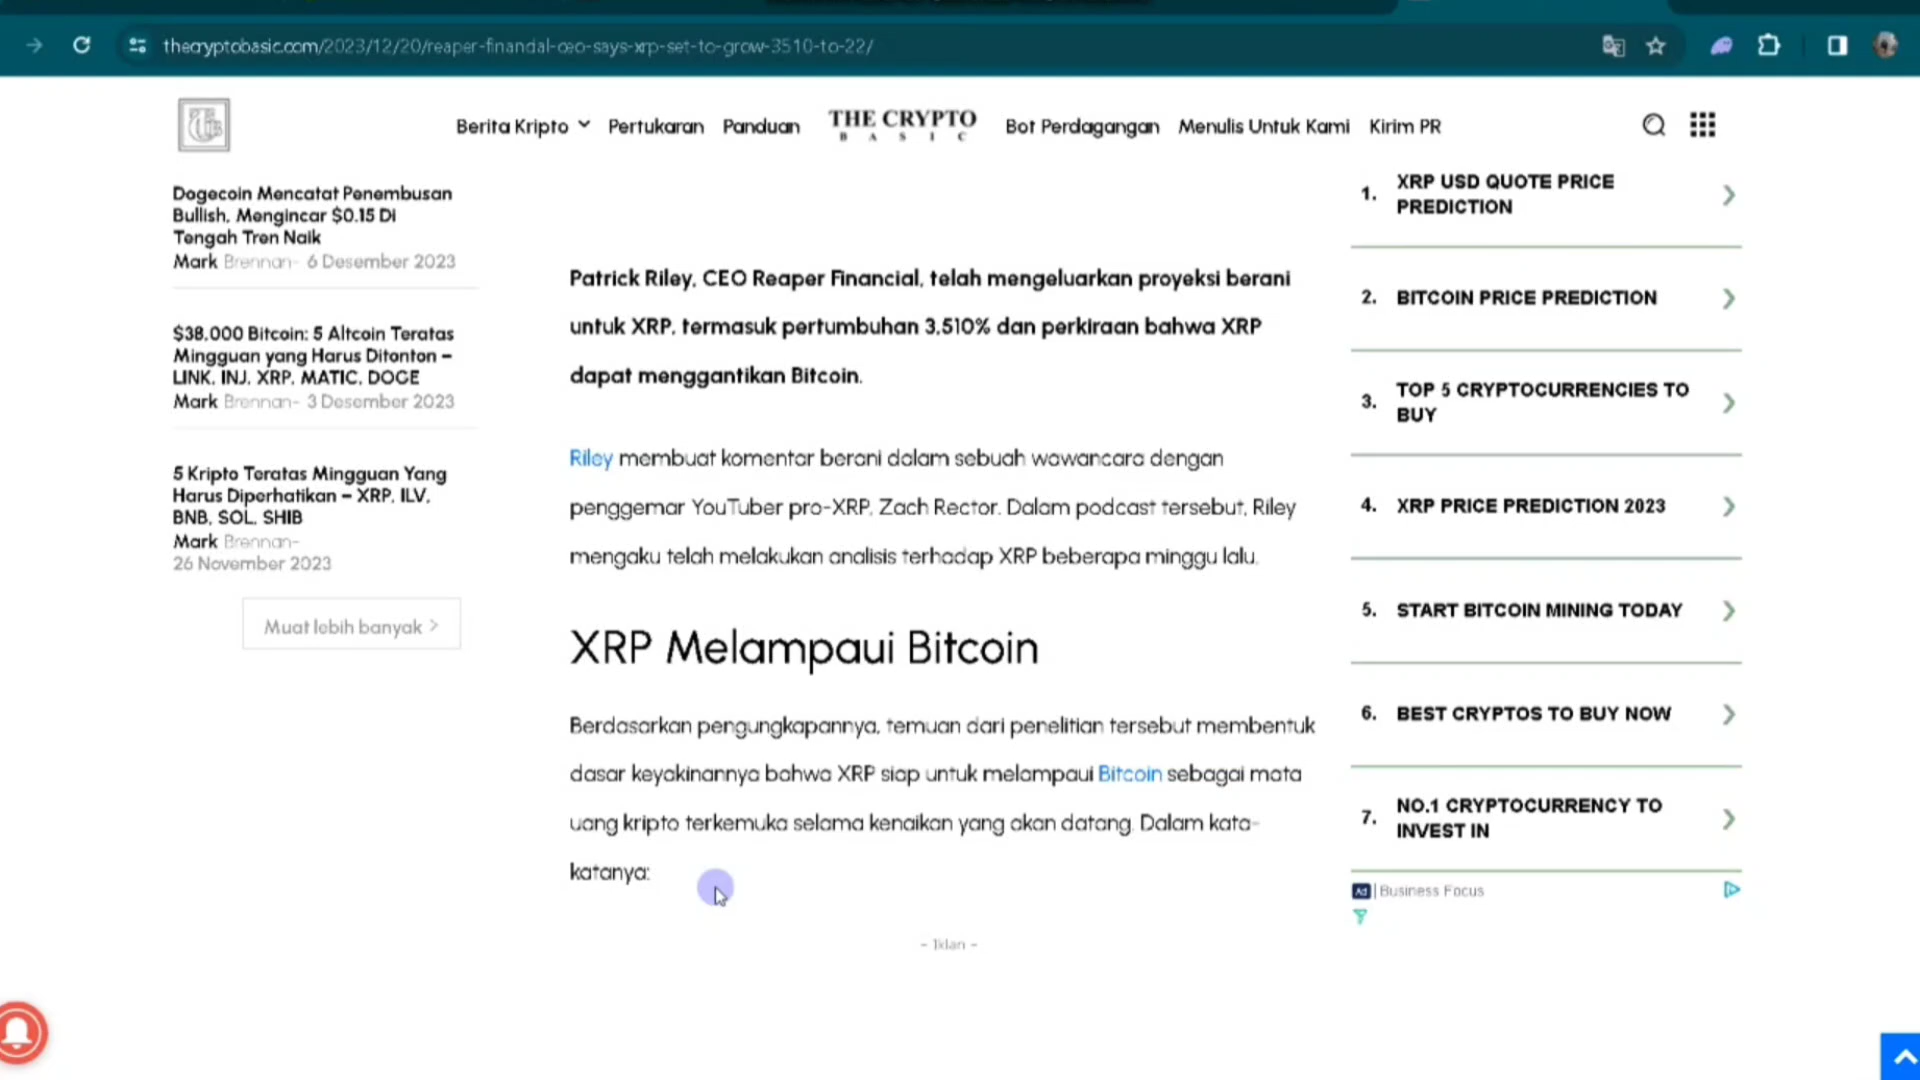 thecryptobasic.com/2023/12/20/reaper-financial-ceo-says-xrp-set-to-grow-3510-to-22/
Berita Kripto
Pertukaran
Panduan
THE CRYPTO
BASIC
Bot Perdagangan
Menulis Untuk Kami
Kirim PR
Dogecoin Mencatat Penembusan
Bullish, Mengincar $0.15 Di
Tengah Tren Naik
Mark Brennan- 6 Desember 2023
$38.000 Bitcoin: 5 Altcoin Teratas
Mingguan yang Harus Ditonton –
LINK, INJ, XRP, MATIC, DOGE
Mark Brennan- 3 Desember 2023
5 Kripto Teratas Mingguan Yang
Harus Diperhatikan – XRP, ILV,
BNB, SOL, SHIB
Mark Brennan-
26 November 2023
Muat lebih banyak >
Patrick Riley, CEO Reaper Financial, telah mengeluarkan proyeksi berani
untuk XRP, termasuk pertumbuhan 3,510% dan perkiraan bahwa XRP
dapat menggantikan Bitcoin.
Riley membuat komentar berani dalam sebuah wawancara dengan
penggemar YouTuber pro-XRP, Zach Rector. Dalam podcast tersebut, Riley
mengaku telah melakukan analisis terhadap XRP beberapa minggu lalu.
XRP Melampaui Bitcoin
Berdasarkan pengungkapannya, temuan dari penelitian tersebut membentuk
dasar keyakinannya bahwa XRP siap untuk melampaui Bitcoin sebagai mata
uang kripto terkemuka selama kenaikan yang akan datang. Dalam kata-
katanya:
- Iklan -
1. XRP USD QUOTE PRICE
PREDICTION
2. BITCOIN PRICE PREDICTION
3. TOP 5 CRYPTOCURRENCIES TO
BUY
4. XRP PRICE PREDICTION 2023
5. START BITCOIN MINING TODAY
6. BEST CRYPTOS TO BUY NOW
7. NO.1 CRYPTOCURRENCY TO
INVEST IN
Ad | Business Focus